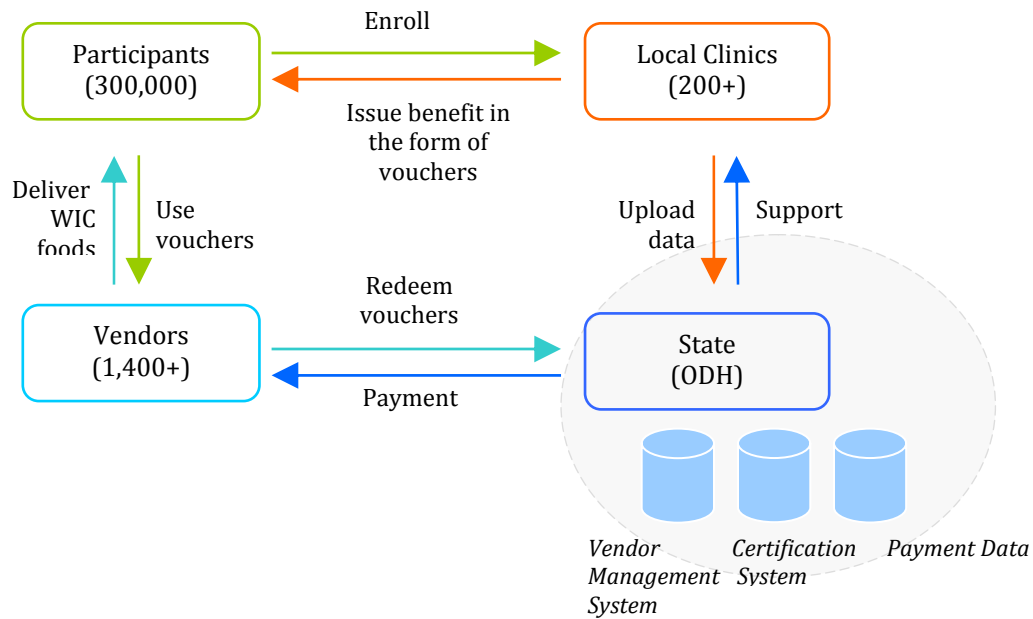 Enroll
Participants
(300,000)
Local Clinics
(200+)
Issue benefit in
the form of
vouchers
Deliver
WIC
foods
Use
vouchers
Upload
data
Support
Redeem
vouchers
Vendors
(1,400+)
State
(ODH)
Payment
Vendor
Management
System
Certification
System
Payment Data